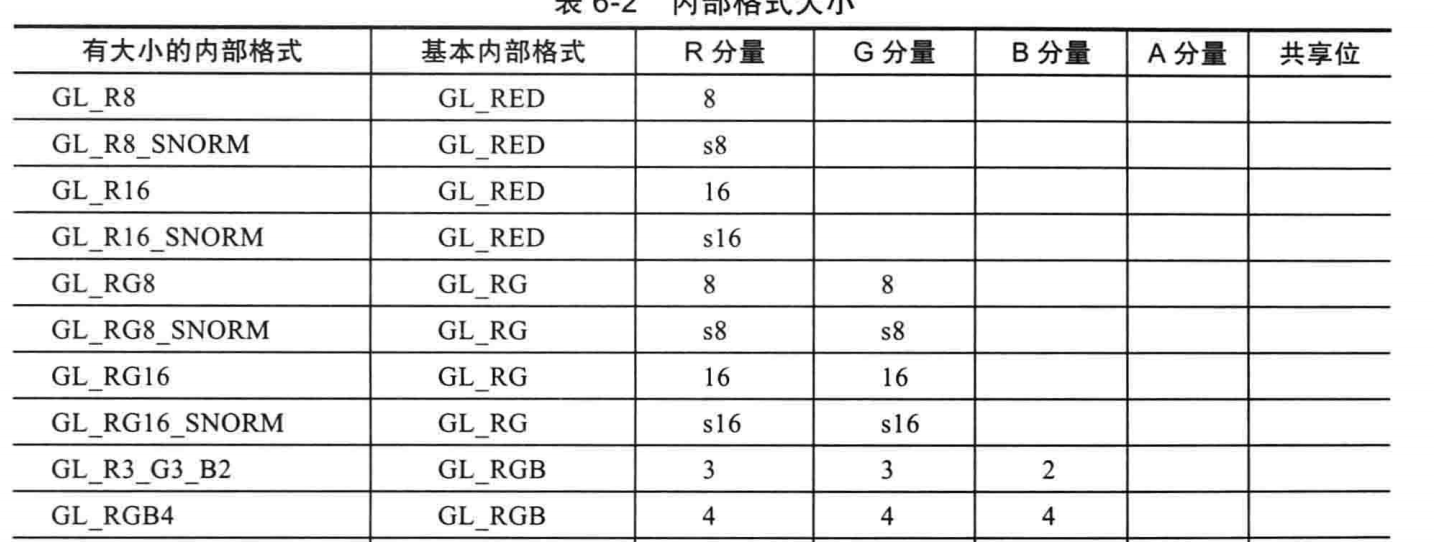 表 6-2 内部格式大小
有大小的内部格式 基本内部格式 R 分量 G 分量 B 分量 A 分量 共享位
GL_R8 GL_RED 8
GL_R8_SNORM GL_RED s8
GL_R16 GL_RED 16
GL_R16_SNORM GL_RED s16
GL_RG8 GL_RG 8 8
GL_RG8_SNORM GL_RG s8 s8
GL_RG16 GL_RG 16 16
GL_RG16_SNORM GL_RG s16 s16
GL_R3_G3_B2 GL_RGB 3 3 2
GL_RGB4 GL_RGB 4 4 4